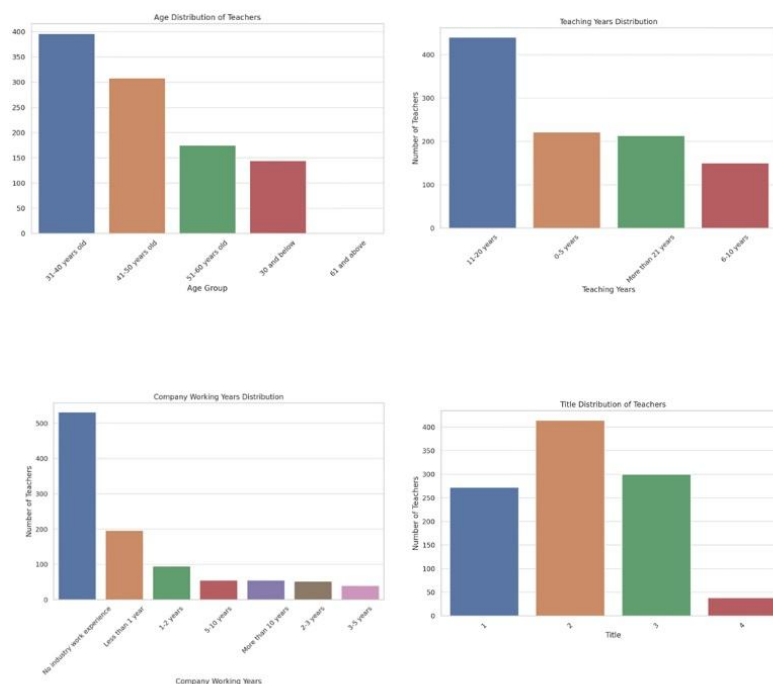 Age Distribution of Teachers
400
350
300
250
200
150
100
50
0
31-40 years old
41-50 years old
51-60 years old
30 and below
61 and above
Age Group
Teaching Years Distribution
Number of Teachers
400
300
200
100
0
11-20 years
0-5 years
More than 21 years
6-10 years
Teaching Years
Company Working Years Distribution
Number of Teachers
500
400
300
200
100
0
No industry work experience
Less than 1 year
1-2 years
5-10 years
More than 10 years
2-3 years
3-5 years
Company Working Years
Title Distribution of Teachers
Number of Teachers
400
350
300
250
200
150
100
50
0
1
2
3
4
Title